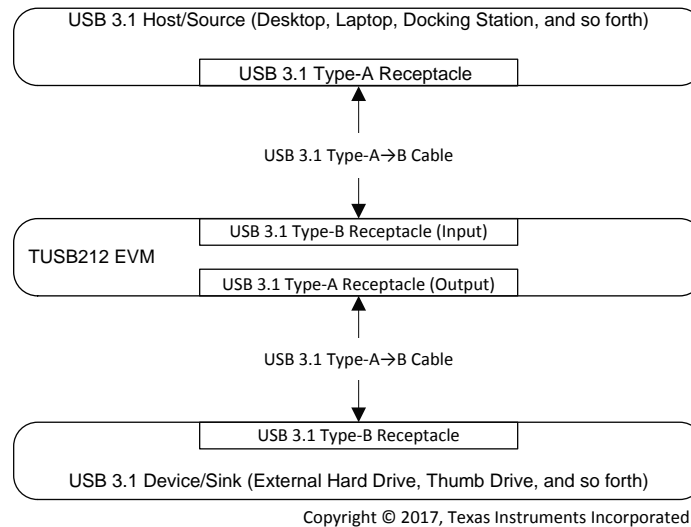 USB 3.1 Host/Source (Desktop, Laptop, Docking Station, and so forth)
USB 3.1 Type-A Receptacle
USB 3.1 Type-A→B Cable
USB 3.1 Type-B Receptacle (Input)
TUSB212 EVM
USB 3.1 Type-A Receptacle (Output)
USB 3.1 Type-A→B Cable
USB 3.1 Type-B Receptacle
USB 3.1 Device/Sink (External Hard Drive, Thumb Drive, and so forth)
Copyright © 2017, Texas Instruments Incorporated